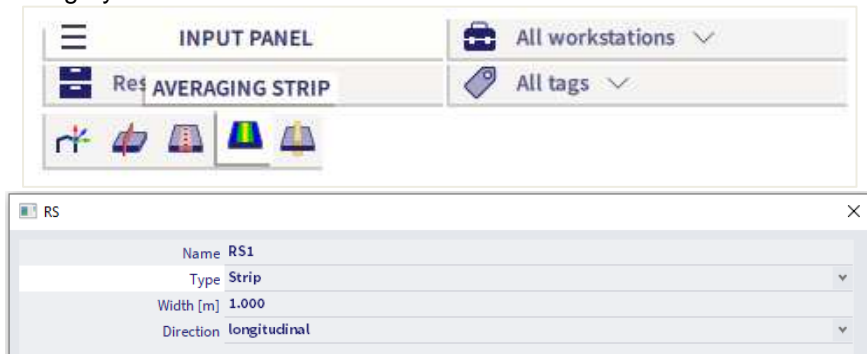 INPUT PANEL
All workstations
Res
AVERAGING STRIP
All tags
RS
Name RS1
Type Strip
Width [m] 1.000
Direction longitudinal